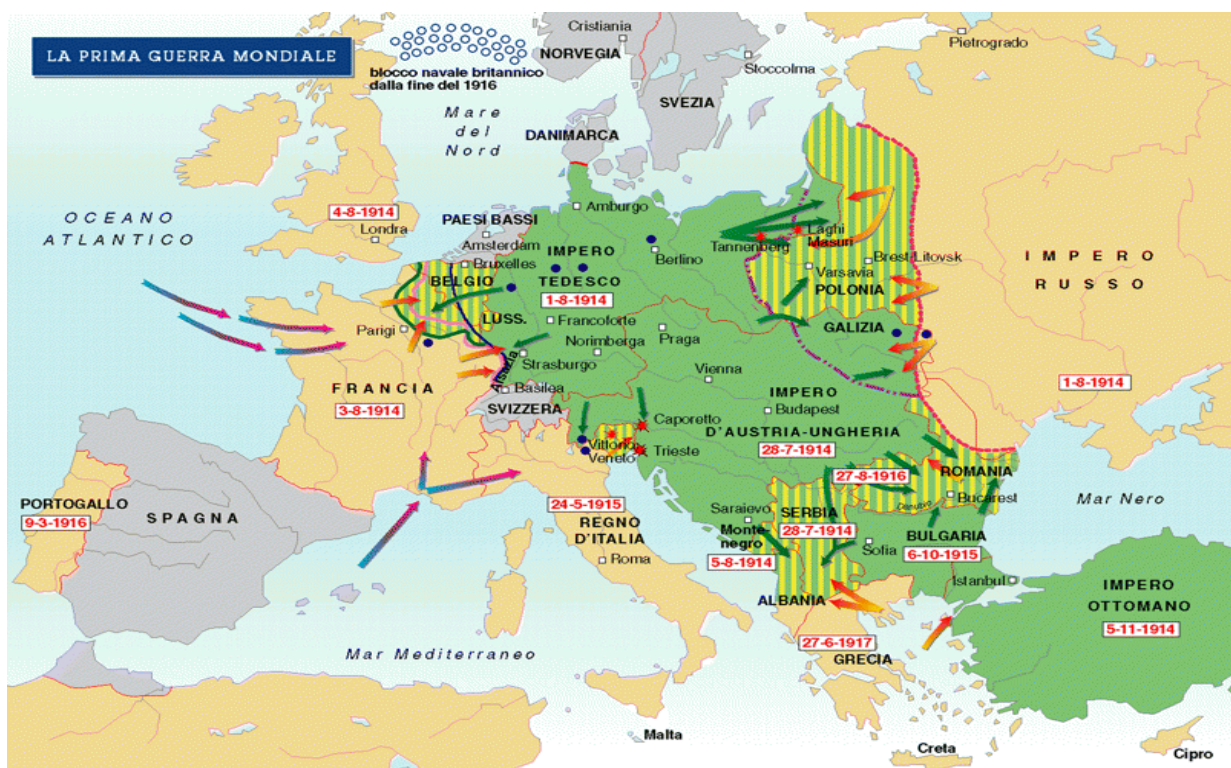 LA PRIMA GUERRA MONDIALE
blocco navale britannico
dalla fine del 1916
Cristiania
NORVEGIA
Stoccolma
Pietrogrado
SVEZIA
Mare
del
Nord
DANIMARCA
OCEANO
ATLANTICO
4-8-1914
Londra
PAESI BASSI
Amsterdam
Bruxelles
BELGIO
LUSS.
Amburgo
IMPERO
TEDESCO
1-8-1914
Berlino
Francoforte
Norimberga
Praga
Tannenberg
Laghi
Masuri
Varsavia
Brest-Litovsk
POLONIA
GALIZIA
IMPERO
RUSSO
1-8-1914
Parigi
Strasburgo
Alsazia
Basilea
FRANCIA
3-8-1914
SVIZZERA
Vienna
IMPERO
Budapest
D'AUSTRIA-UNGHERIA
28-7-1914
Caporetto
Vittorio
Veneto
Trieste
27-8-1916
ROMANIA
Bucarest
Danubio
Mar Nero
PORTOGALLO
9-3-1916
SPAGNA
24-5-1915
REGNO
D'ITALIA
Roma
Saraievo
SERBIA
28-7-1914
Monte-
negro
5-8-1914
Sofia
BULGARIA
6-10-1915
Istanbul
IMPERO
OTTOMANO
5-11-1914
ALBANIA
27-6-1917
GRECIA
Mar Mediterraneo
Malta
Creta
Cipro